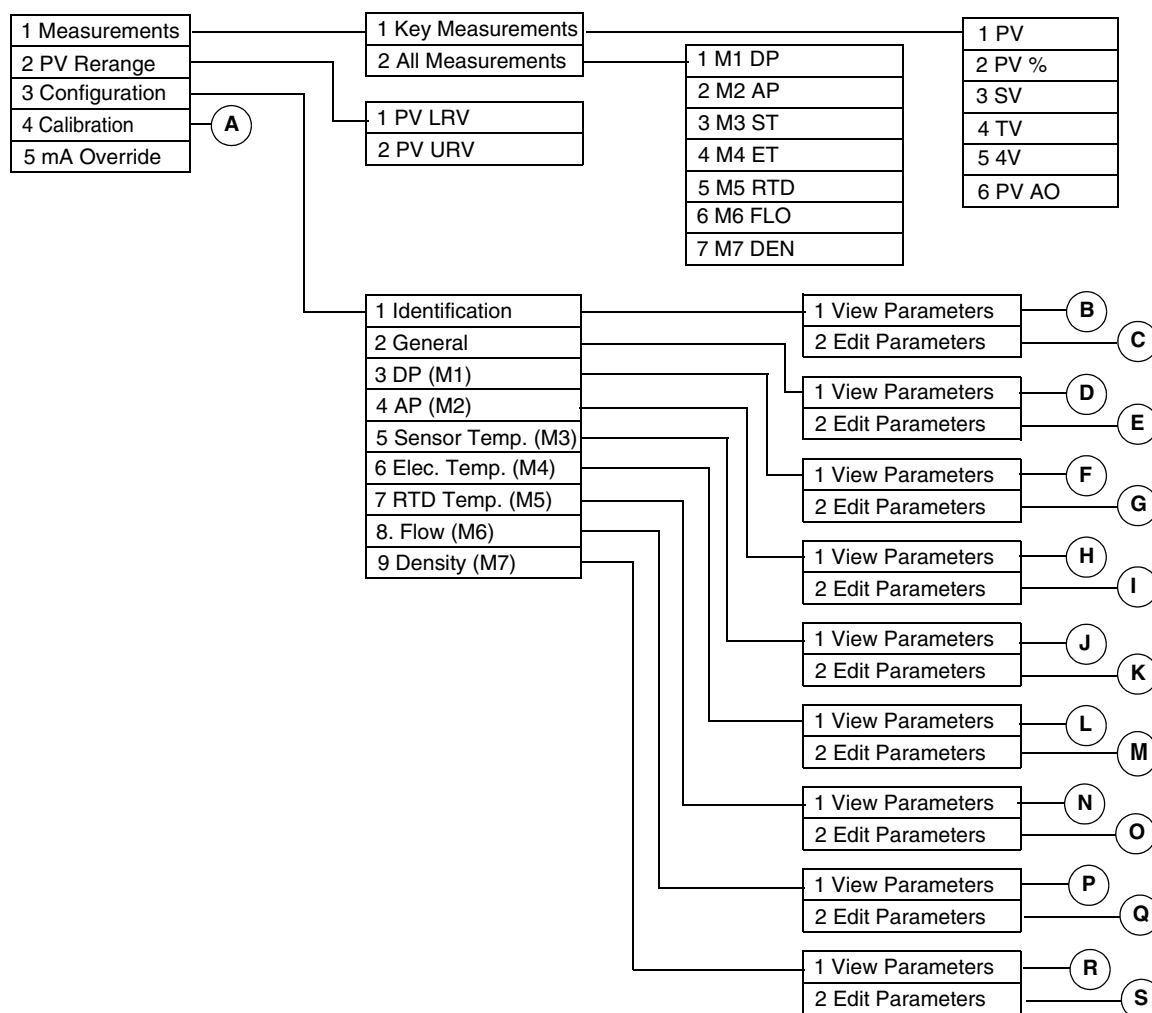 1 Measurements
2 PV Rerange
3 Configuration
4 Calibration
5 mA Override
A
1 Key Measurements
2 All Measurements
1 PV LRV
2 PV URV
1 M1 DP
2 M2 AP
3 M3 ST
4 M4 ET
5 M5 RTD
6 M6 FLO
7 M7 DEN
1 PV
2 PV %
3 SV
4 TV
5 4V
6 PV AO
1 Identification
2 General
3 DP (M1)
4 AP (M2)
5 Sensor Temp. (M3)
6 Elec. Temp. (M4)
7 RTD Temp. (M5)
8. Flow (M6)
9 Density (M7)
1 View Parameters
B
2 Edit Parameters
C
1 View Parameters
D
2 Edit Parameters
E
1 View Parameters
F
2 Edit Parameters
G
1 View Parameters
H
2 Edit Parameters
I
1 View Parameters
J
2 Edit Parameters
K
1 View Parameters
L
2 Edit Parameters
M
1 View Parameters
N
2 Edit Parameters
O
1 View Parameters
P
2 Edit Parameters
Q
1 View Parameters
R
2 Edit Parameters
S